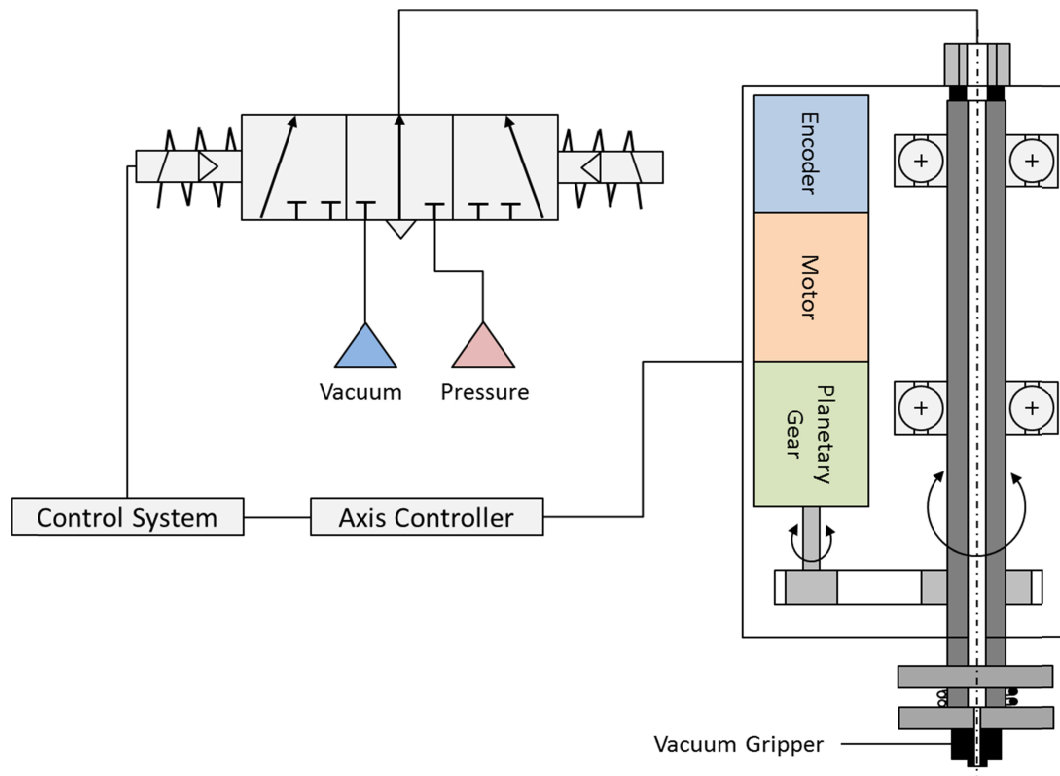 Encoder
Motor
Planetary
Gear
Vacuum
Pressure
Control System
Axis Controller
Vacuum Gripper